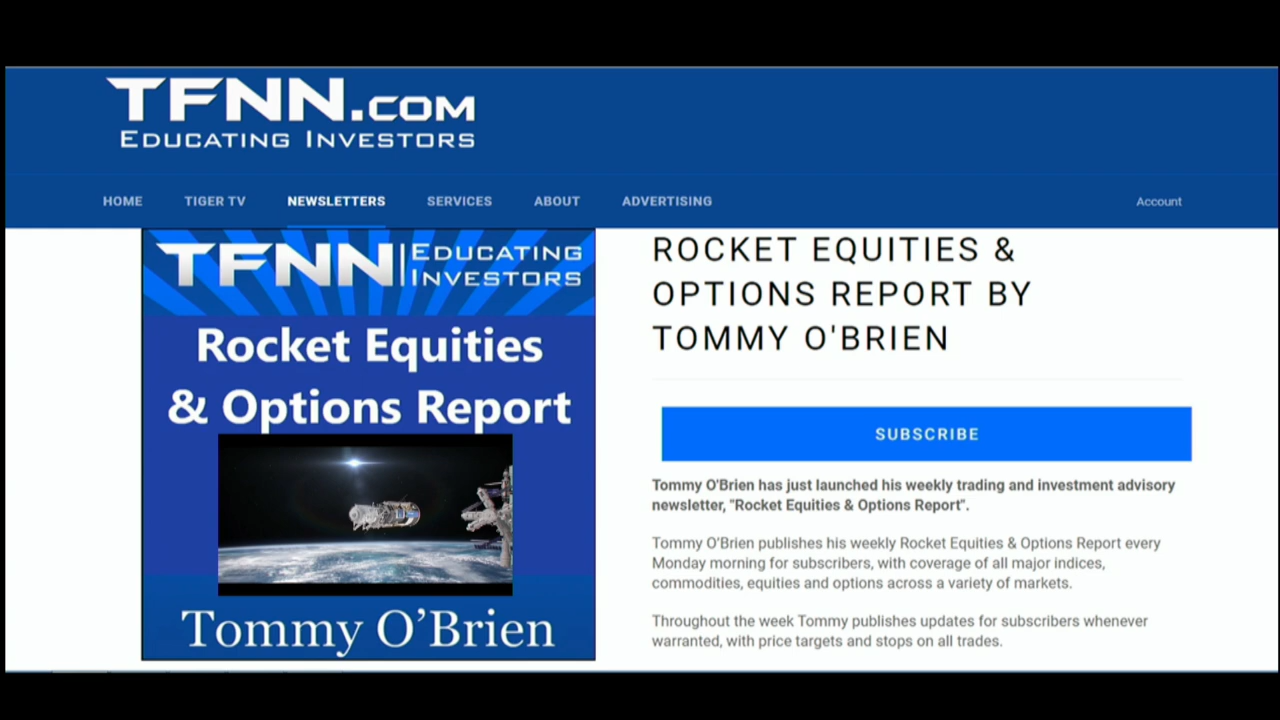 TFNN.COM
EDUCATING INVESTORS
HOME TIGER TV NEWSLETTERS SERVICES ABOUT ADVERTISING Account
TFNN | EDUCATING
INVESTORS
Rocket Equities
& Options Report
Tommy O’Brien
ROCKET EQUITIES &
OPTIONS REPORT BY
TOMMY O'BRIEN
SUBSCRIBE
Tommy O'Brien has just launched his weekly trading and investment advisory
newsletter, "Rocket Equities & Options Report".
Tommy O’Brien publishes his weekly Rocket Equities & Options Report every
Monday morning for subscribers, with coverage of all major indices,
commodities, equities and options across a variety of markets.
Throughout the week Tommy publishes updates for subscribers whenever
warranted, with price targets and stops on all trades.